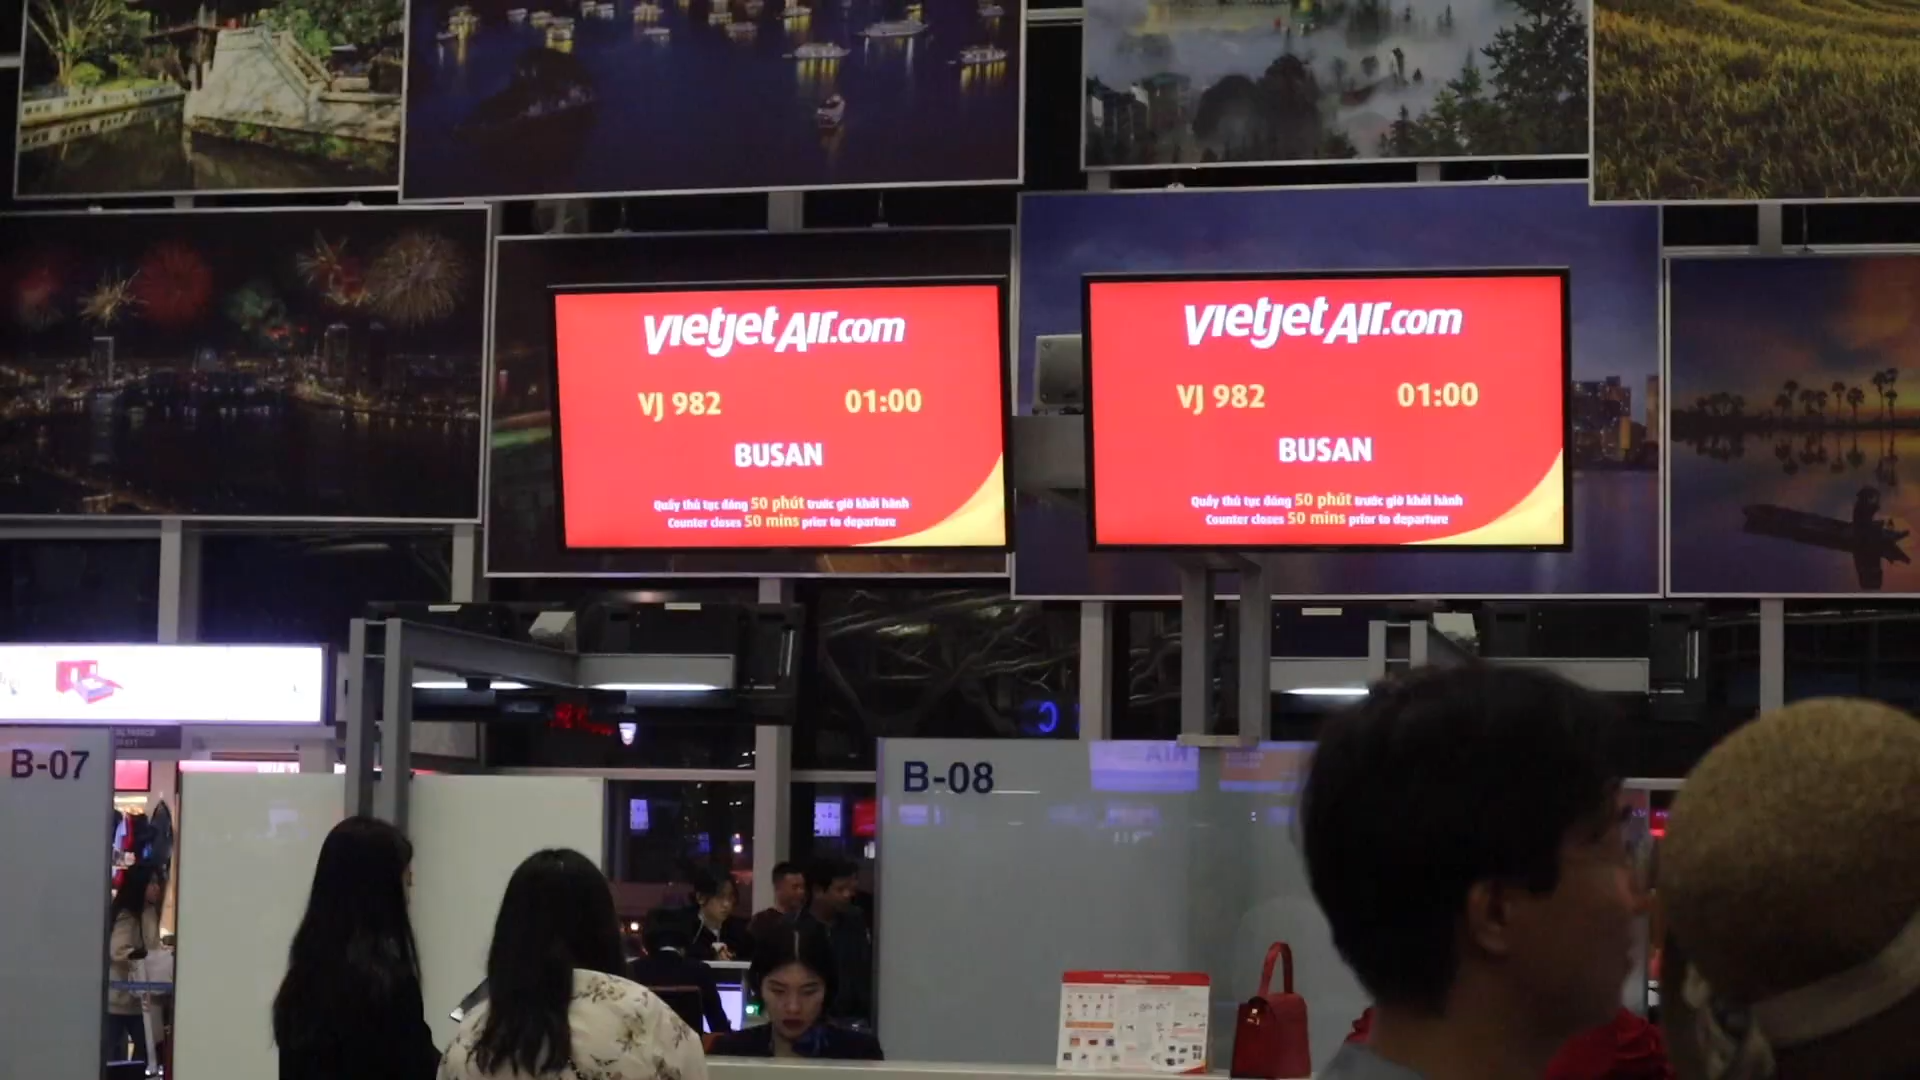 vietjetAir.com
VJ 982 01:00
BUSAN
Quầy thủ tục đóng 50 phút trước giờ khởi hành
Counter closes 50 mins prior to departure
vietjetAir.com
VJ 982 01:00
BUSAN
Quầy thủ tục đóng 50 phút trước giờ khởi hành
Counter closes 50 mins prior to departure
B-07
B-08